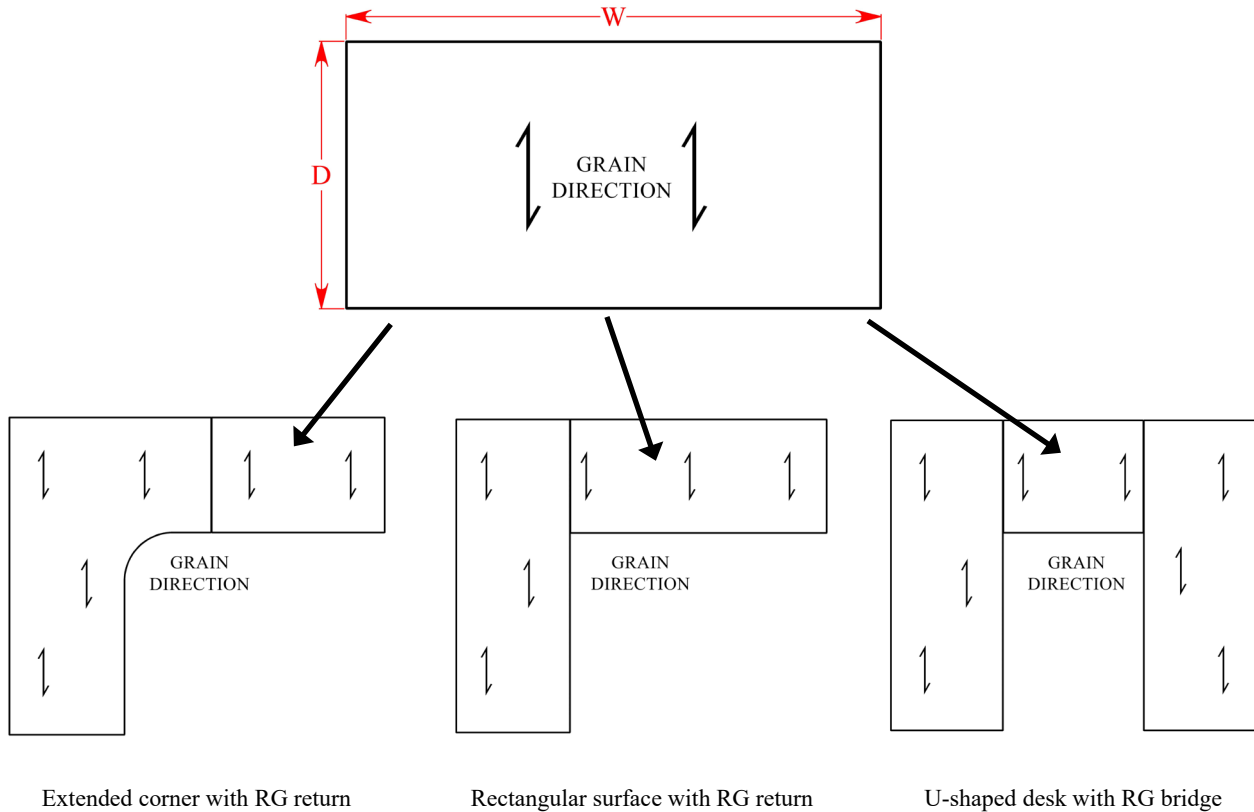 W
D
GRAIN
DIRECTION
GRAIN
DIRECTION
GRAIN
DIRECTION
GRAIN
DIRECTION
Extended corner with RG return
Rectangular surface with RG return
U-shaped desk with RG bridge